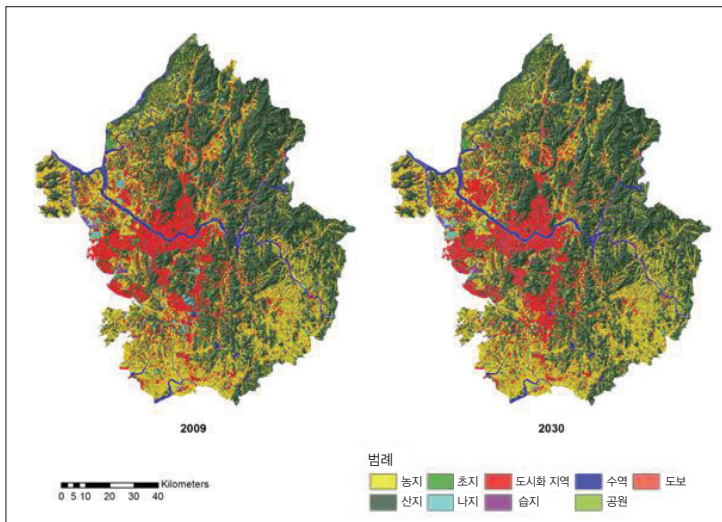 2009
2030
범례
농지 초지 도시화 지역 수역 도보
산지 나지 습지 공원
Kilometers
0 5 10 20 30 40